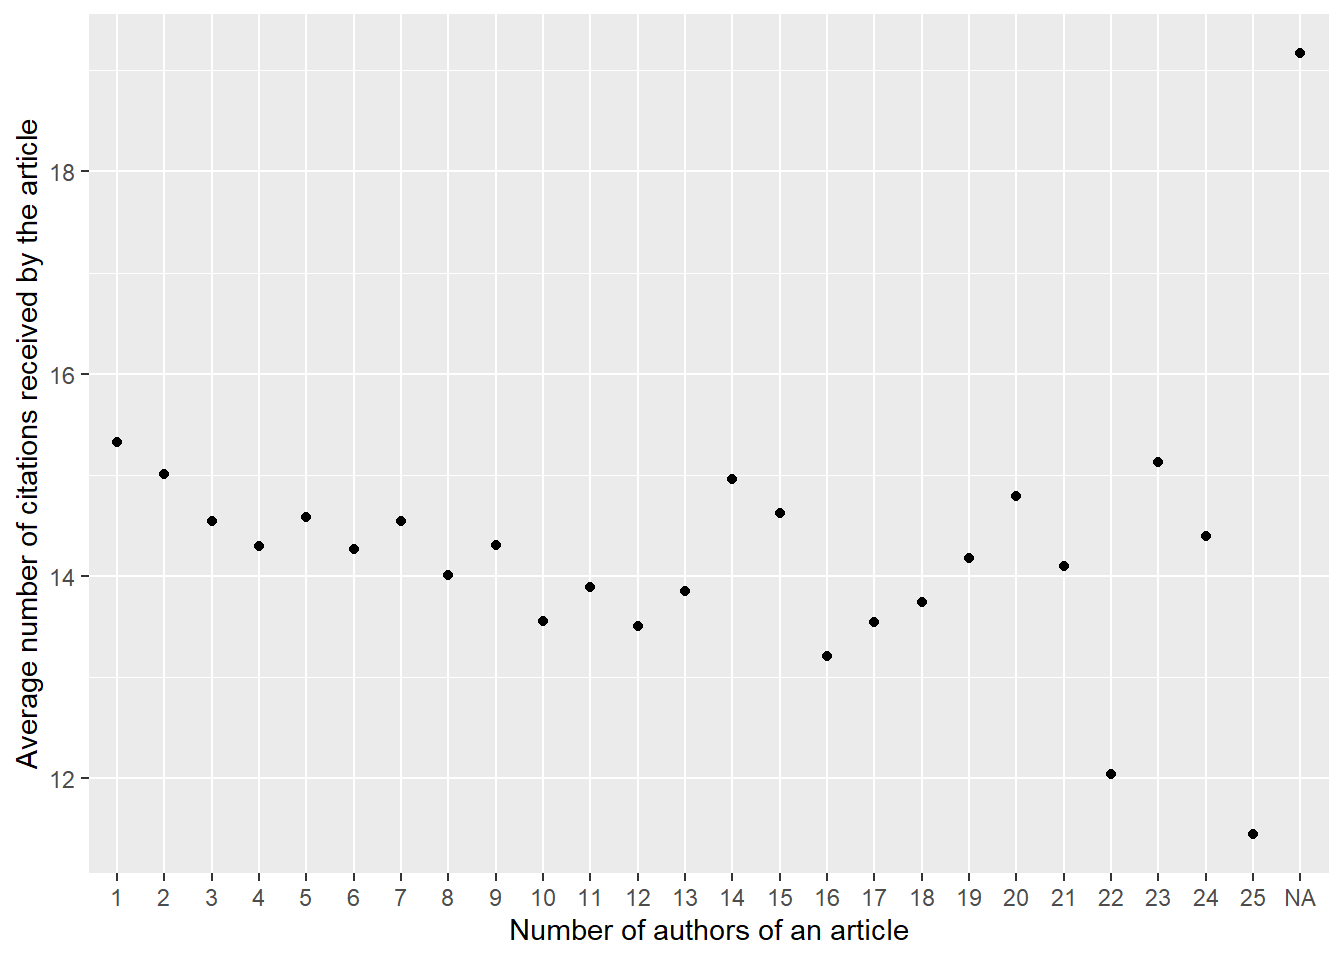 Average number of citations received by the article
18
16
14
12
1 2 3 4 5 6 7 8 9 10 11 12 13 14 15 16 17 18 19 20 21 22 23 24 25 NA
Number of authors of an article